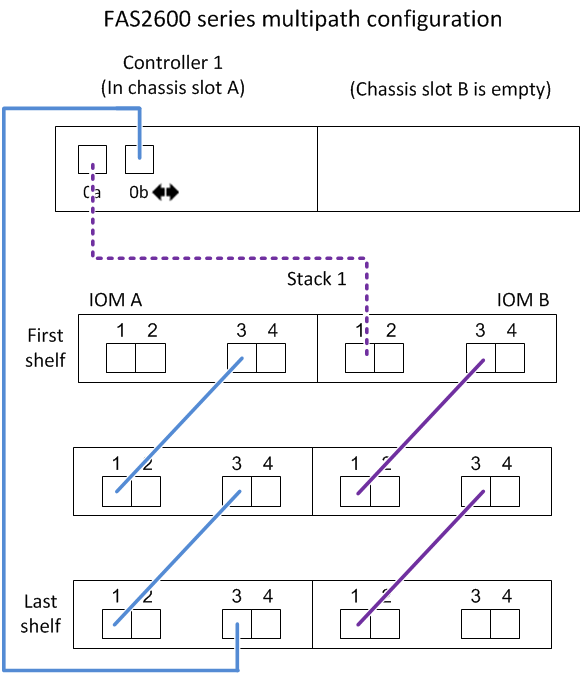 FAS2600 series multipath configuration
Controller 1
(In chassis slot A)
(Chassis slot B is empty)
0a 0b
Stack 1
IOM A IOM B
1 2 3 4 1 2 3 4
First
shelf
1 2 3 4 1 2 3 4
1 2 3 4 1 2 3 4
Last
shelf